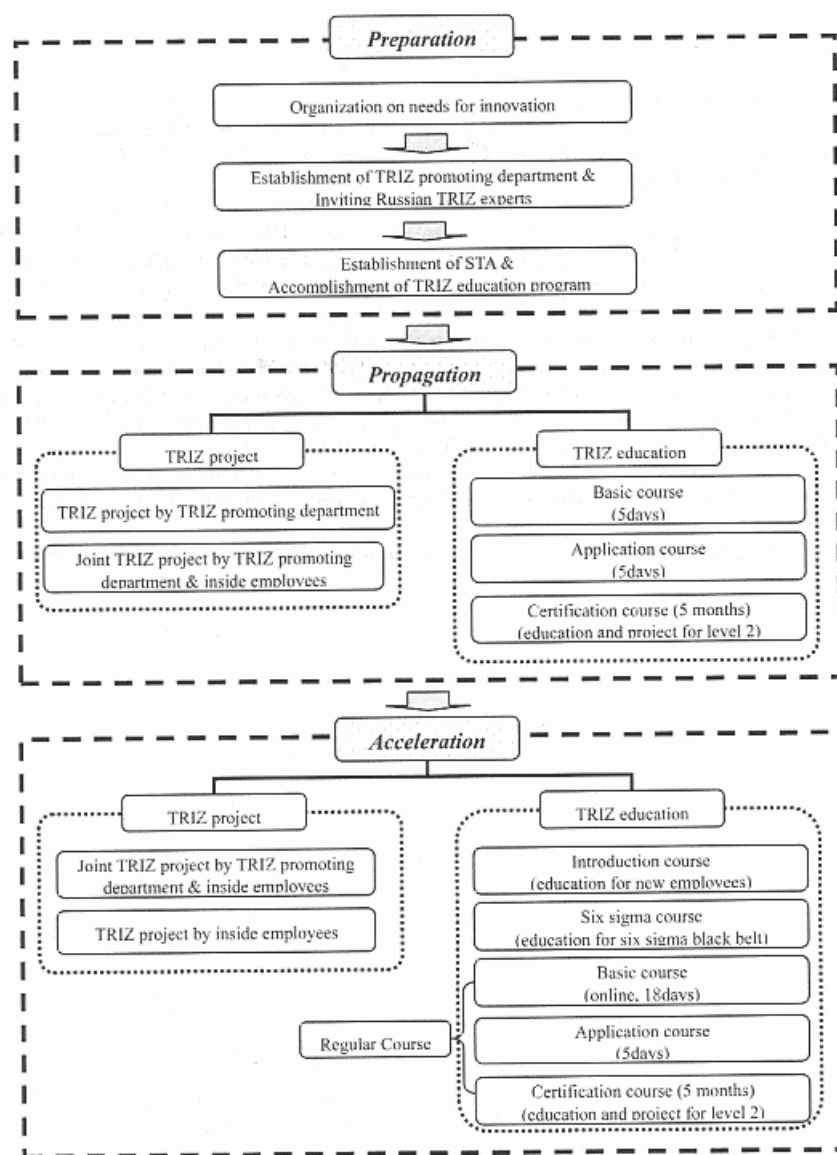 Preparation
Organization on needs for innovation
Establishment of TRIZ promoting department &
Inviting Russian TRIZ experts
Establishment of STA &
Accomplishment of TRIZ education program
Propagation
TRIZ project
TRIZ project by TRIZ promoting department
Joint TRIZ project by TRIZ promoting
department & inside employees
TRIZ education
Basic course
(5days)
Application course
(5days)
Certification course (5 months)
(education and project for level 2)
Acceleration
TRIZ project
Joint TRIZ project by TRIZ promoting
department & inside employees
TRIZ project by inside employees
TRIZ education
Introduction course
(education for new employees)
Six sigma course
(education for six sigma black belt)
Regular Course
Basic course
(online, 18days)
Application course
(5days)
Certification course (5 months)
(education and project for level 2)